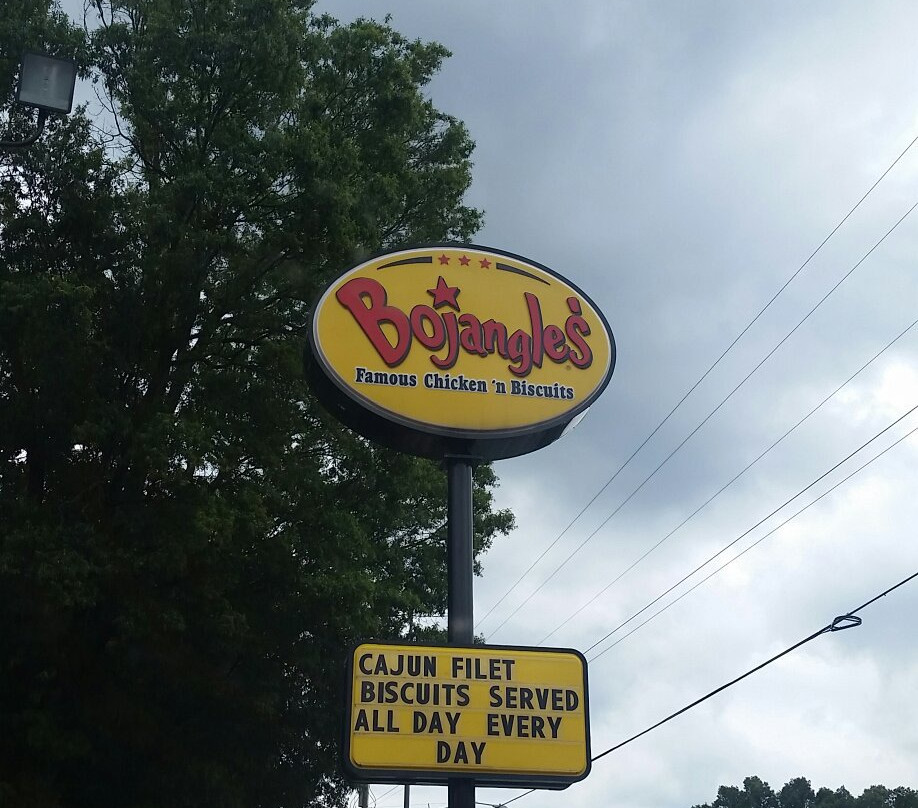 Bojangles'
Famous Chicken 'n Biscuits
CAJUN FILET
BISCUITS SERVED
ALL DAY EVERY
DAY